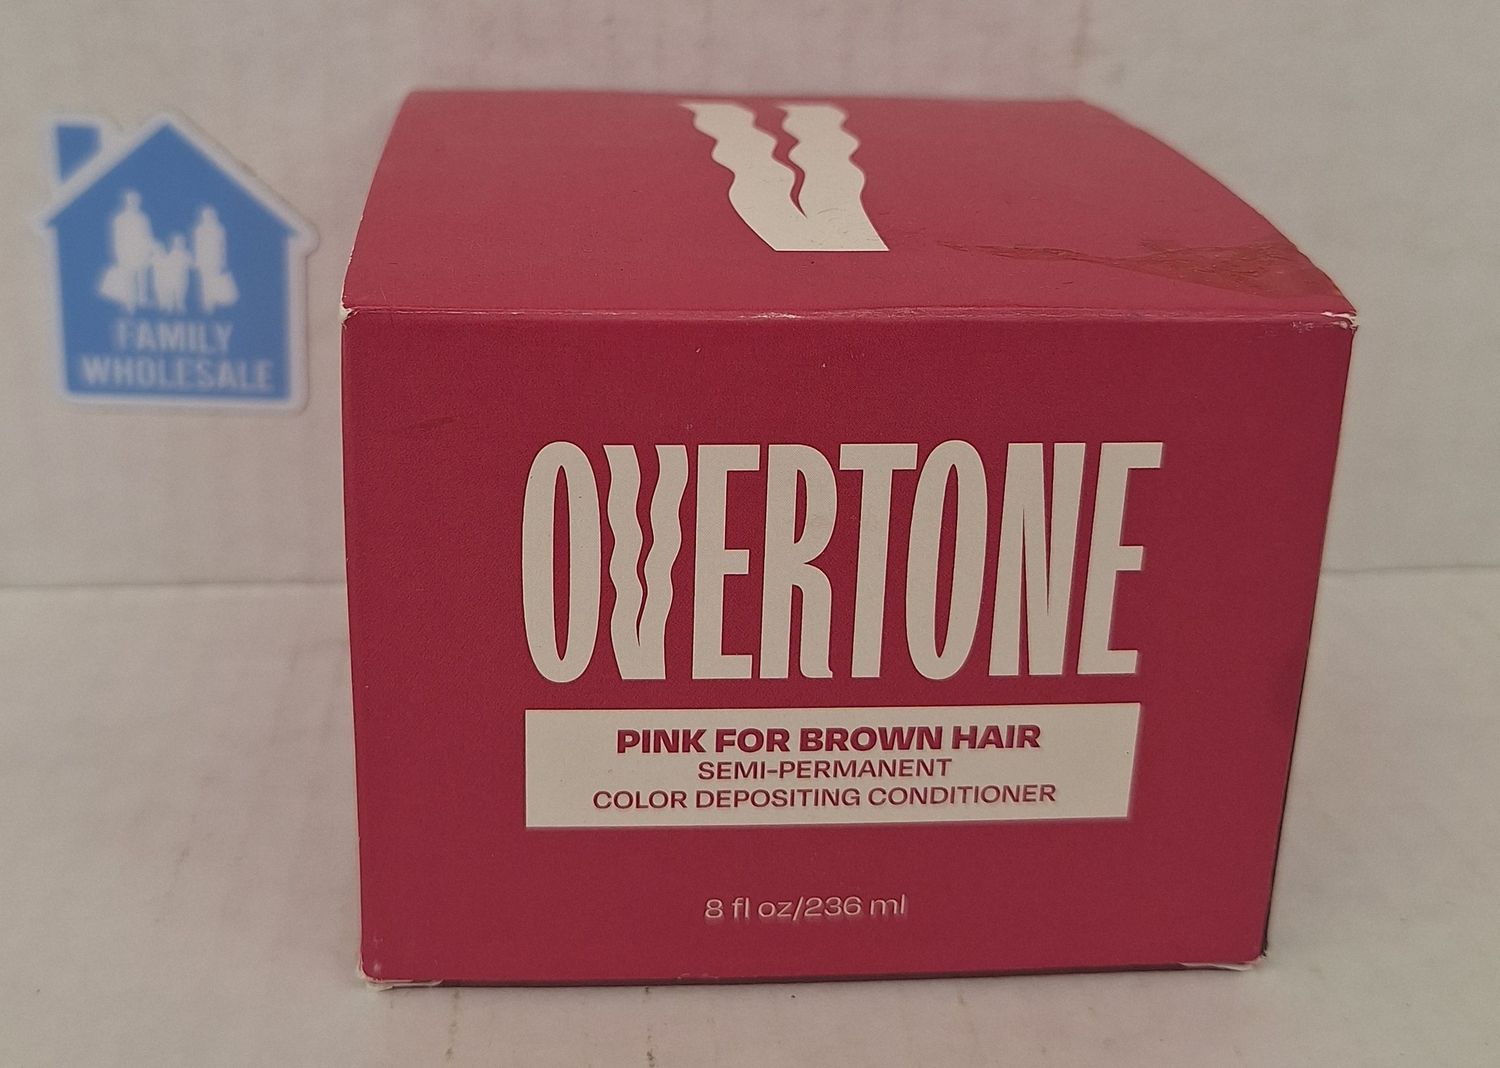 FAMILY
WHOLESALE
OVERTONE
PINK FOR BROWN HAIR
SEMI-PERMANENT
COLOR DEPOSITING CONDITIONER
8 fl oz/236 ml